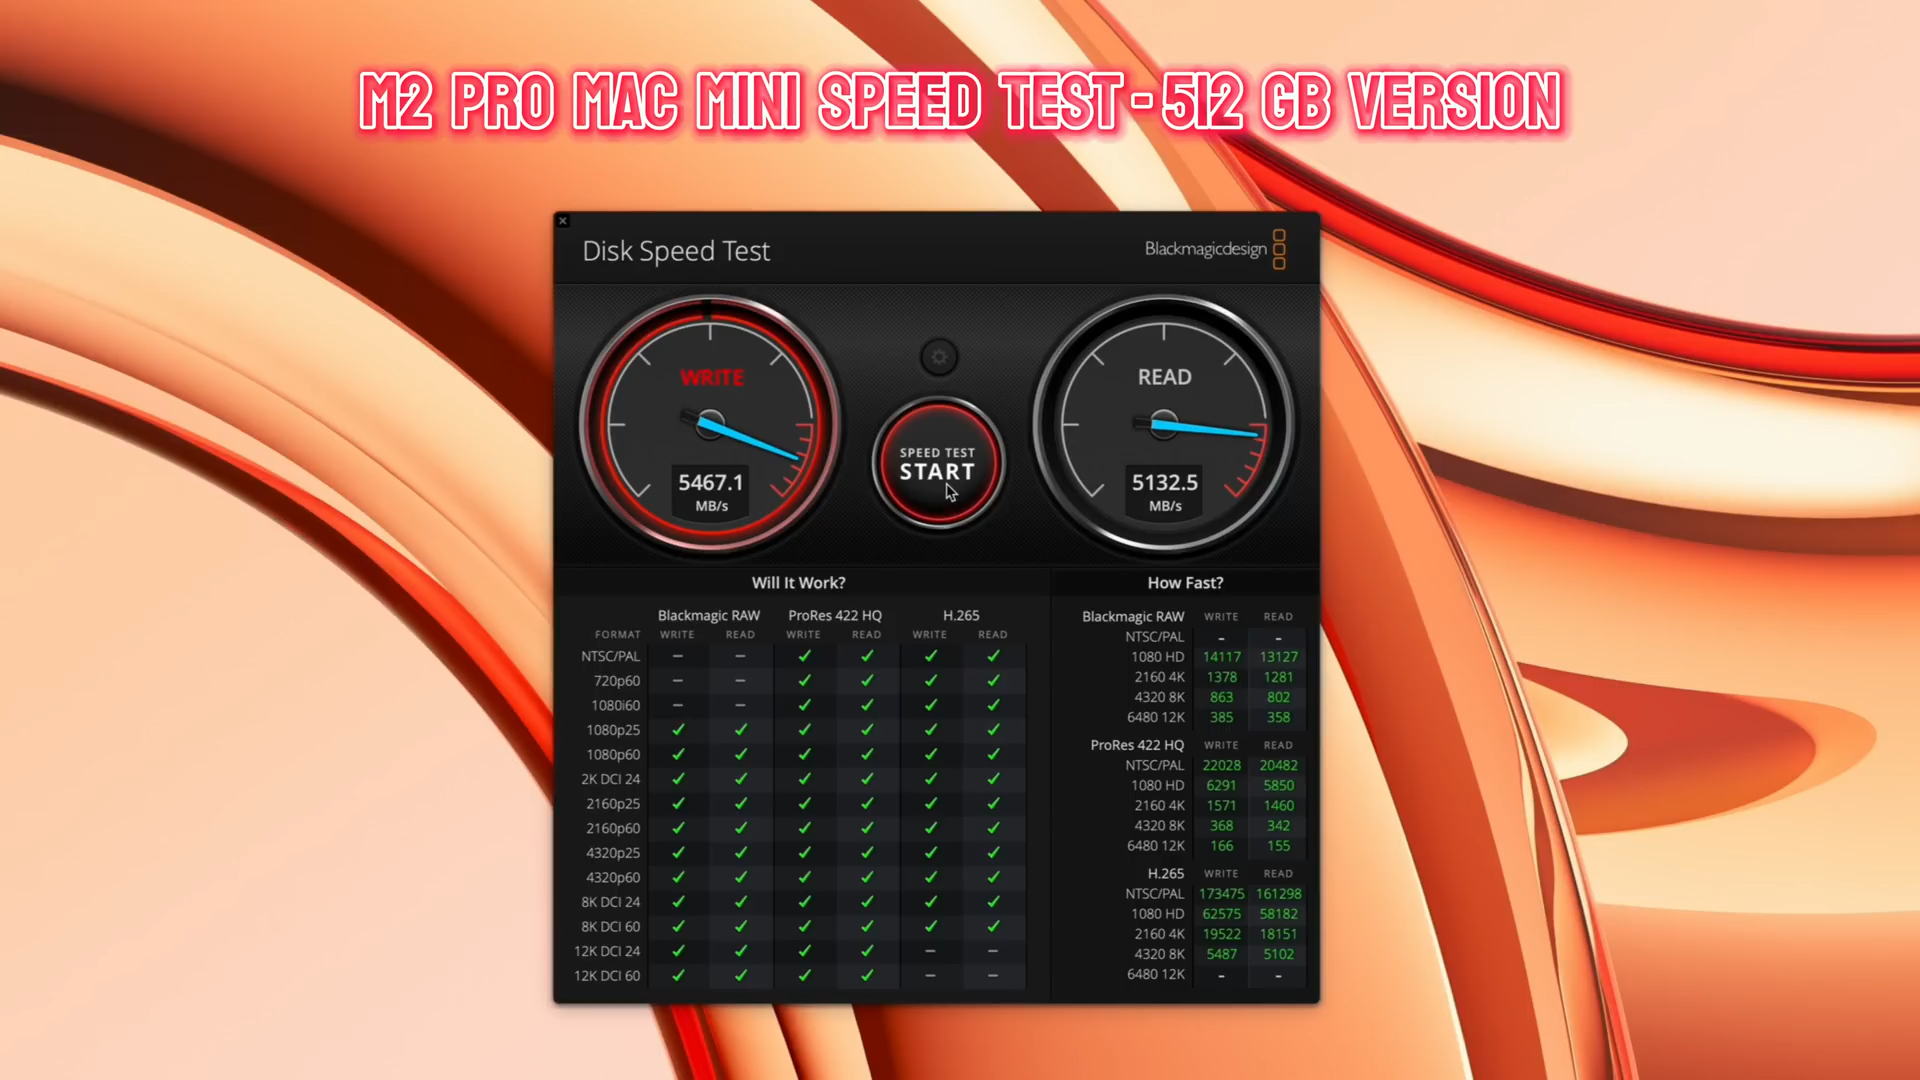 M2 PRO MAC MINI SPEED TEST - 512 GB VERSION
Disk Speed Test
Blackmagicdesign
WRITE
5467.1
MB/s
SPEED TEST
START
READ
5132.5
MB/s
Will It Work?
Blackmagic RAW ProRes 422 HQ H.265
FORMAT WRITE READ WRITE READ WRITE READ
NTSC/PAL – – ✓ ✓ ✓ ✓
720p60 – – ✓ ✓ ✓ ✓
1080i60 – – ✓ ✓ ✓ ✓
1080p25 ✓ ✓ ✓ ✓ ✓ ✓
1080p60 ✓ ✓ ✓ ✓ ✓ ✓
2K DCI 24 ✓ ✓ ✓ ✓ ✓ ✓
2160p25 ✓ ✓ ✓ ✓ ✓ ✓
2160p60 ✓ ✓ ✓ ✓ ✓ ✓
4320p25 ✓ ✓ ✓ ✓ ✓ ✓
4320p60 ✓ ✓ ✓ ✓ ✓ ✓
8K DCI 24 ✓ ✓ ✓ ✓ ✓ ✓
8K DCI 60 ✓ ✓ ✓ ✓ ✓ ✓
12K DCI 24 ✓ ✓ ✓ ✓ – –
12K DCI 60 ✓ ✓ ✓ ✓ – –
How Fast?
Blackmagic RAW WRITE READ
NTSC/PAL - -
1080 HD 14117 13127
2160 4K 1378 1281
4320 8K 863 802
6480 12K 385 358
ProRes 422 HQ WRITE READ
NTSC/PAL 22028 20482
1080 HD 6291 5850
2160 4K 1571 1460
4320 8K 368 342
6480 12K 166 155
H.265 WRITE READ
NTSC/PAL 173475 161298
1080 HD 62575 58182
2160 4K 19522 18151
4320 8K 5487 5102
6480 12K - -